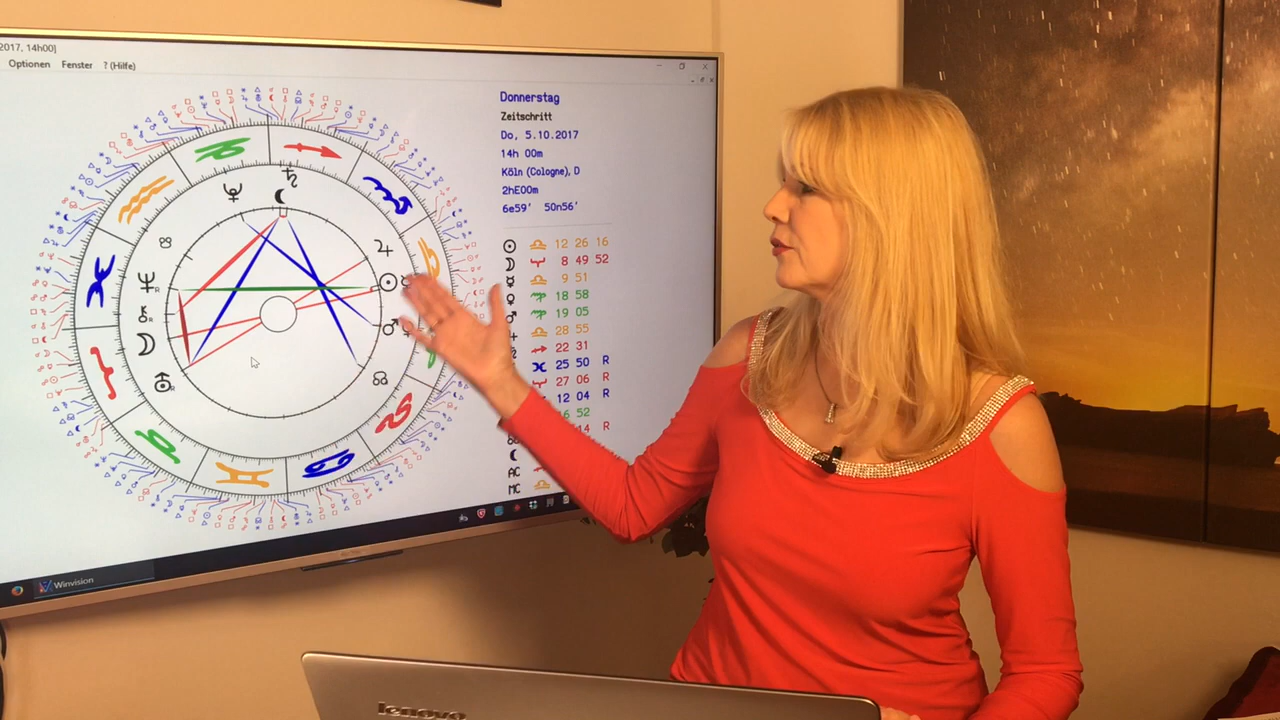 2017, 14h00]
Optionen Fenster ? (Hilfe)
Donnerstag
Zeitschritt
Do, 5.10.2017
14h 00m
Köln (Cologne), D
2hE00m
6e59' 50n56'
12 26 16
8 49 52
9 51
18 58
19 05
28 55
22 31
25 50 R
27 06 R
12 04 R
52
14 R
AC
MC
Winvision
lenovo